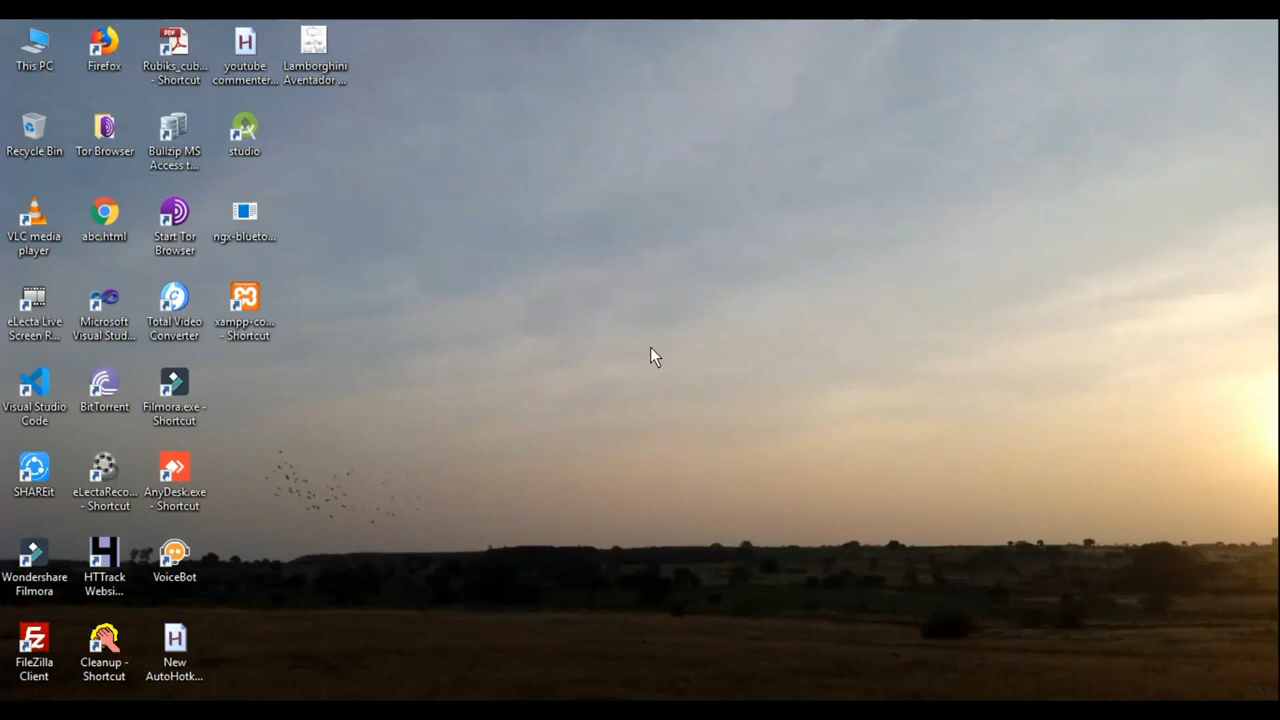 This PC
Firefox
Rubiks_cub...
- Shortcut
youtube
commenter...
Lamborghini
Aventador ...
Recycle Bin
Tor Browser
Bullzip MS
Access t...
studio
VLC media
player
abc.html
Start Tor
Browser
ngx-blueto...
eLecta Live
Screen R...
Microsoft
Visual Stud...
Total Video
Converter
xampp-co...
- Shortcut
Visual Studio
Code
BitTorrent
Filmora.exe -
Shortcut
SHAREit
eLectaReco...
- Shortcut
AnyDesk.exe
- Shortcut
Wondershare
Filmora
HTTrack
Websi...
VoiceBot
FileZilla
Client
Cleanup -
Shortcut
New
AutoHotk...